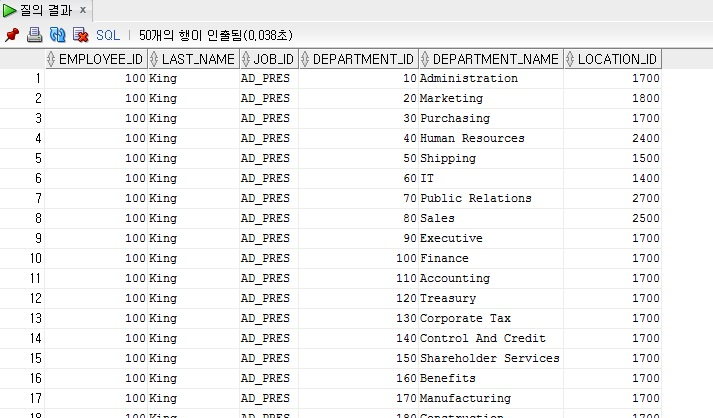 질의 결과 x
SQL | 50개의 행이 인출됨(0,038초)
EMPLOYEE_ID LAST_NAME JOB_ID DEPARTMENT_ID DEPARTMENT_NAME LOCATION_ID
1 100 King AD_PRES 10 Administration 1700
2 100 King AD_PRES 20 Marketing 1800
3 100 King AD_PRES 30 Purchasing 1700
4 100 King AD_PRES 40 Human Resources 2400
5 100 King AD_PRES 50 Shipping 1500
6 100 King AD_PRES 60 IT 1400
7 100 King AD_PRES 70 Public Relations 2700
8 100 King AD_PRES 80 Sales 2500
9 100 King AD_PRES 90 Executive 1700
10 100 King AD_PRES 100 Finance 1700
11 100 King AD_PRES 110 Accounting 1700
12 100 King AD_PRES 120 Treasury 1700
13 100 King AD_PRES 130 Corporate Tax 1700
14 100 King AD_PRES 140 Control And Credit 1700
15 100 King AD_PRES 150 Shareholder Services 1700
16 100 King AD_PRES 160 Benefits 1700
17 100 King AD_PRES 170 Manufacturing 1700
18 100 King AD_PRES 180 Construction 1700